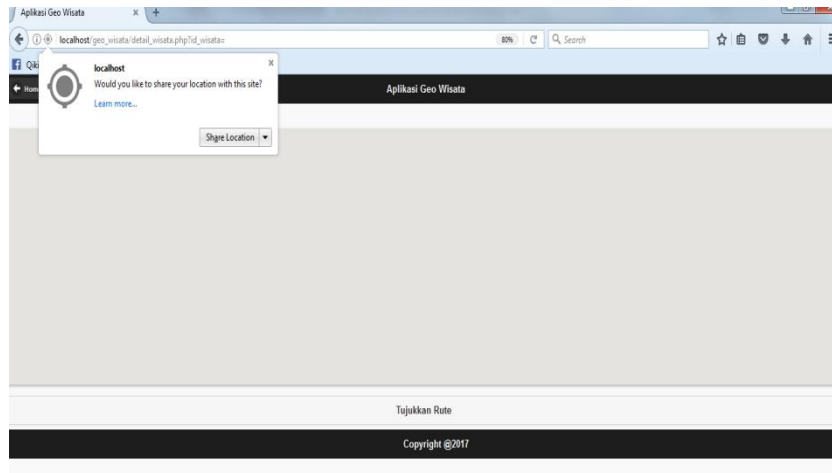 Aplikasi Geo Wisata
localhost/geo_wisata/detail_wisata.php?id_wisata=
80%
Search
localhost
Would you like to share your location with this site?
Learn more...
Share Location
Aplikasi Geo Wisata
Tujukkan Rute
Copyright @2017